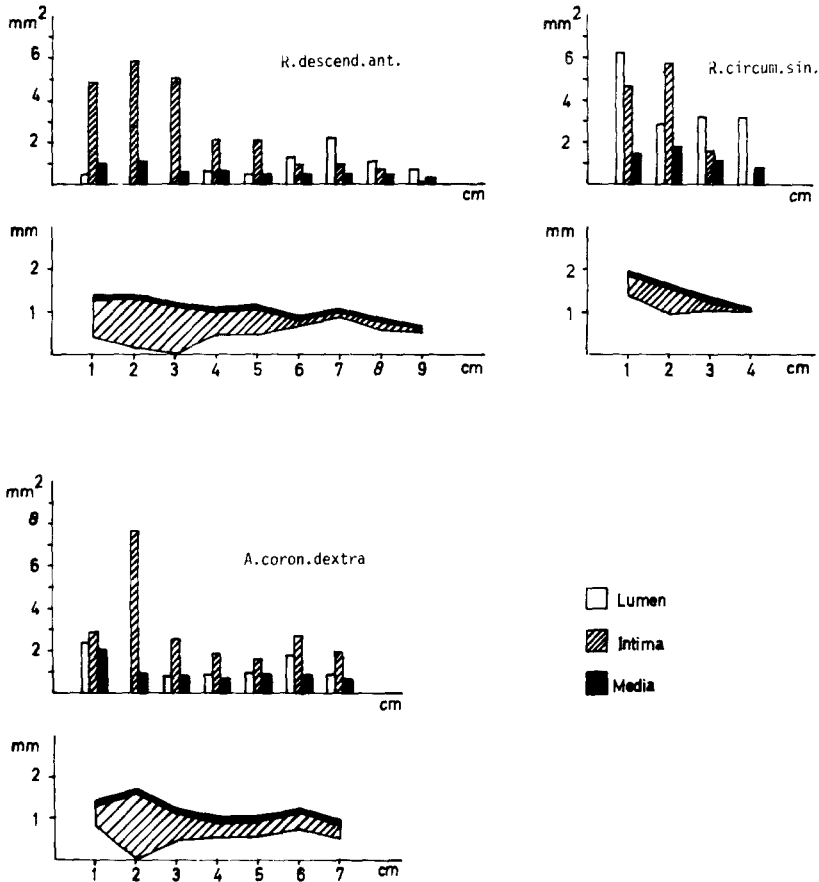 mm2
6
4
2
R.descend.ant.
cm
mm
2
1
1 2 3 4 5 6 7 8 9 cm
mm2
6
4
2
R.circum.sin.
cm
mm
2
1
1 2 3 4 cm
mm2
8
6
4
2
A.coron.dextra
cm
mm
2
1
1 2 3 4 5 6 7 cm
Lumen
Intima
Media